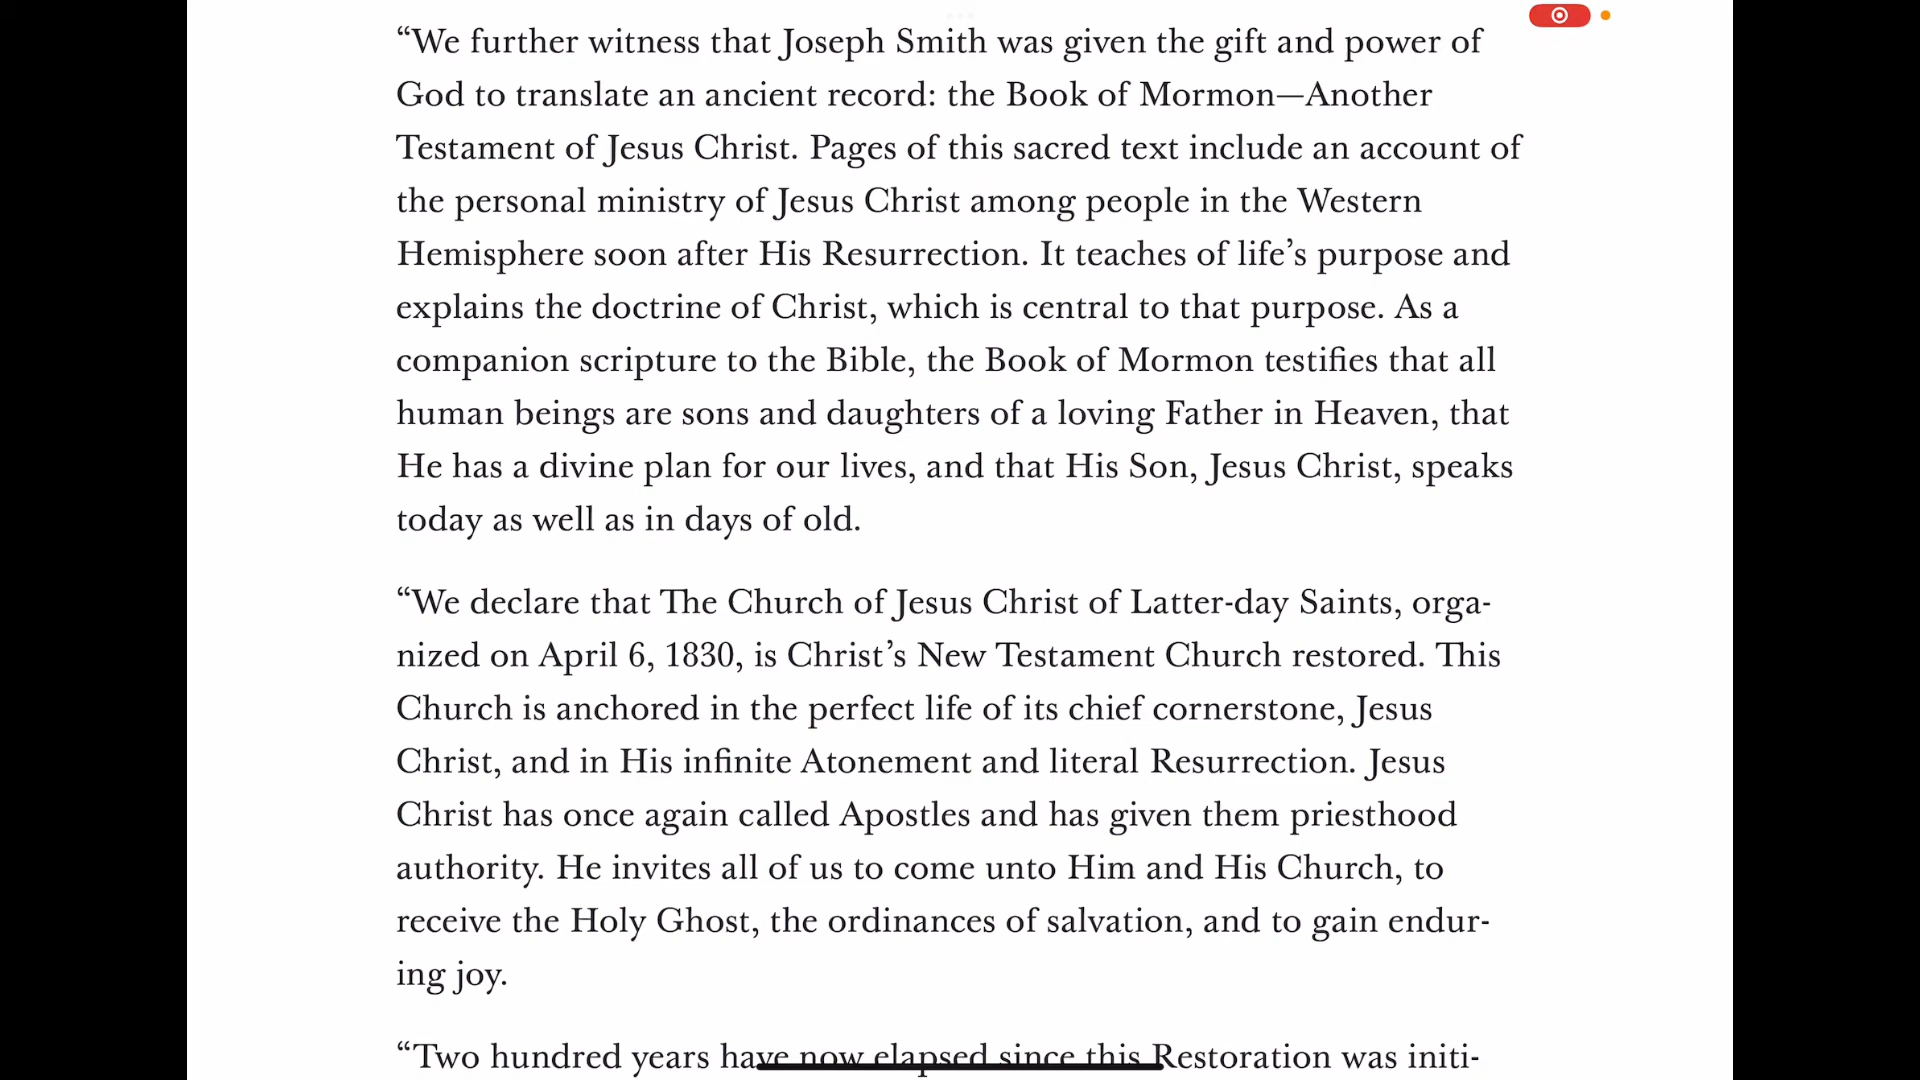 “We further witness that Joseph Smith was given the gift and power of
God to translate an ancient record: the Book of Mormon—Another
Testament of Jesus Christ. Pages of this sacred text include an account of
the personal ministry of Jesus Christ among people in the Western
Hemisphere soon after His Resurrection. It teaches of life’s purpose and
explains the doctrine of Christ, which is central to that purpose. As a
companion scripture to the Bible, the Book of Mormon testifies that all
human beings are sons and daughters of a loving Father in Heaven, that
He has a divine plan for our lives, and that His Son, Jesus Christ, speaks
today as well as in days of old.
“We declare that The Church of Jesus Christ of Latter-day Saints, orga-
nized on April 6, 1830, is Christ’s New Testament Church restored. This
Church is anchored in the perfect life of its chief cornerstone, Jesus
Christ, and in His infinite Atonement and literal Resurrection. Jesus
Christ has once again called Apostles and has given them priesthood
authority. He invites all of us to come unto Him and His Church, to
receive the Holy Ghost, the ordinances of salvation, and to gain endur-
ing joy.
“Two hundred years have now elapsed since this Restoration was initi-